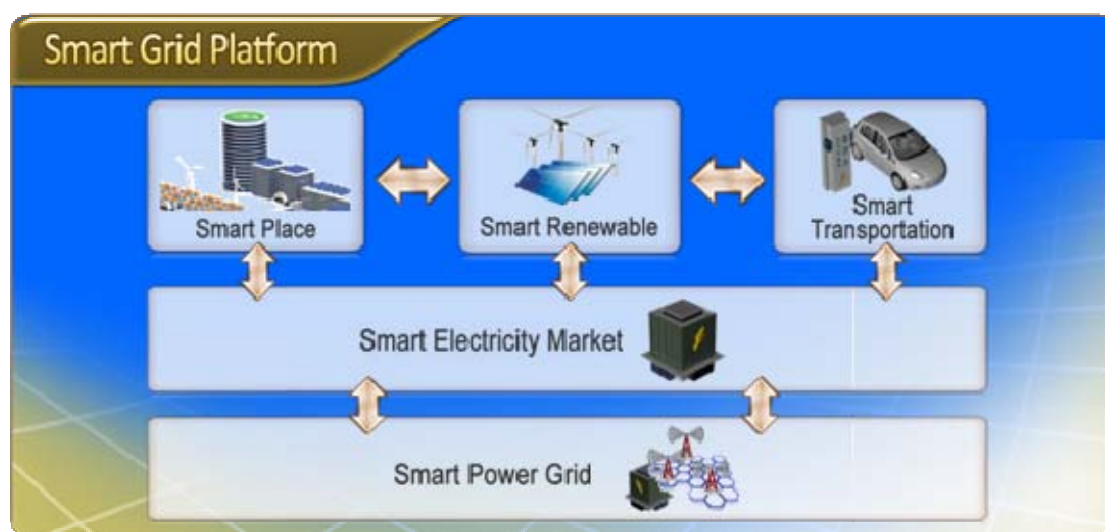 Smart Grid Platform
Smart Place
Smart Renewable
Smart
Transportation
Smart Electricity Market
Smart Power Grid